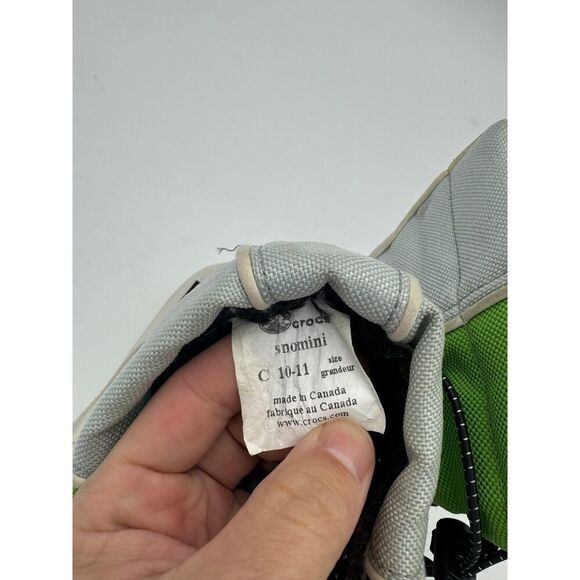 crocs
snomini
C 10-11 size grandeur
made in Canada
fabriqué au Canada
www.crocs.com